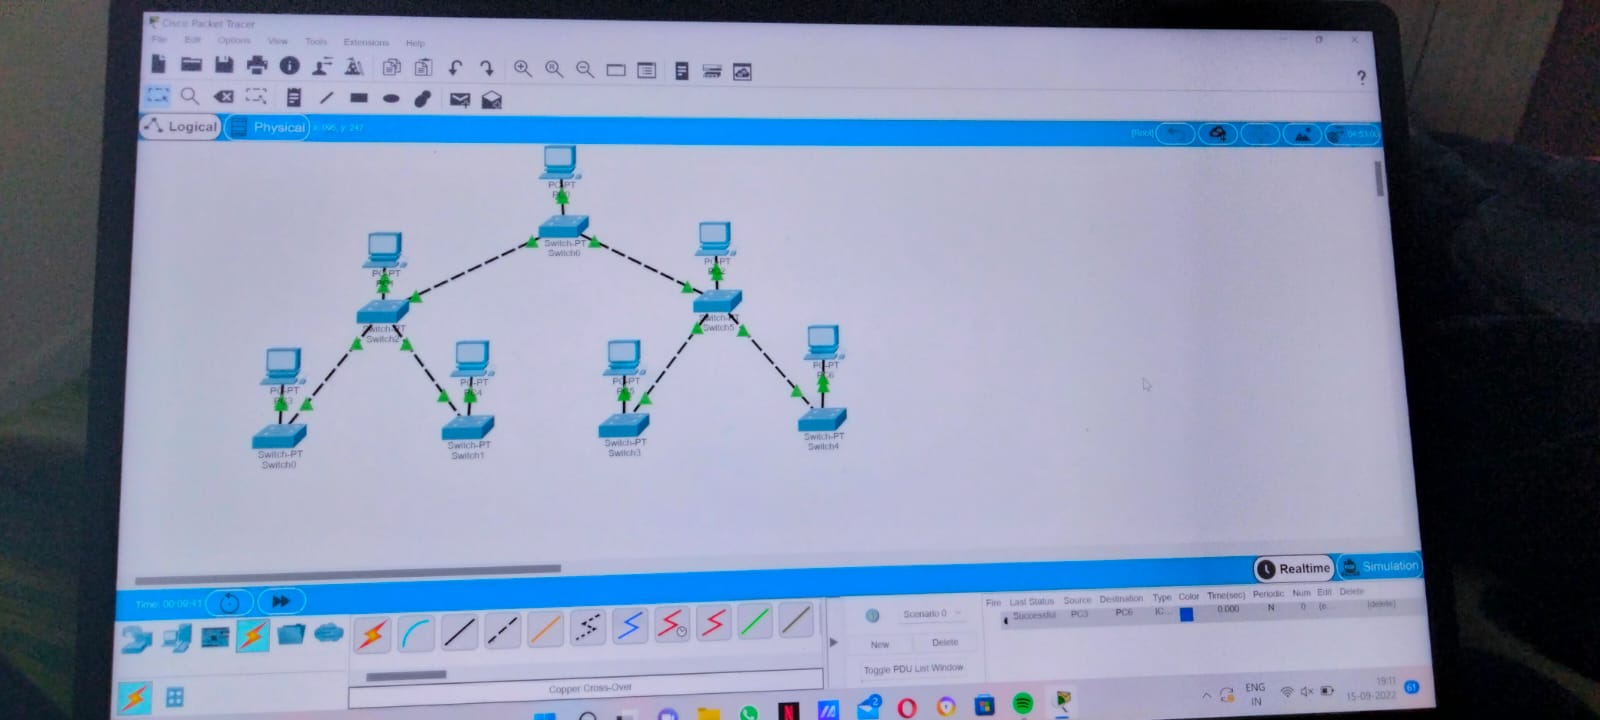 Cisco Packet Tracer
File Edit Options View Tools Extensions Help
Logical Physical
[Root] 04:53:00
PC-PT
Switch-PT
Switch6
PC-PT
PC-PT
PC2
Switch-PT
Switch2
Switch-PT
Switch5
PC-PT
PC3
PC-PT
PC4
PC-PT
PC5
PC-PT
PC6
Switch-PT
Switch0
Switch-PT
Switch1
Switch-PT
Switch3
Switch-PT
Switch4
Realtime Simulation
Time: 00:09:41
Scenario 0
New Delete
Toggle PDU List Window
Fire Last Status Source Destination Type Color Time(sec) Periodic Num Edit Delete
Successful PC3 PC6 IC... 0.000 N 0 (e... (delete)
Copper Cross-Over
2
ENG
IN
19:11
15-09-2022
61